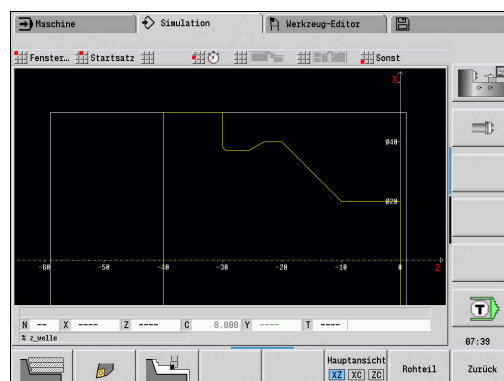 Maschine Simulation Werkzeug-Editor
Fenster... Startsatz Sonst
X
Ø40
Ø20
-60 -50 -40 -30 -20 -10 0 Z
N -- X ---- Z ---- C 0.000 Y ---- T ----
% z_welle
T
07:39
Hauptansicht
XZ XC ZC
Rohteil
Zurück